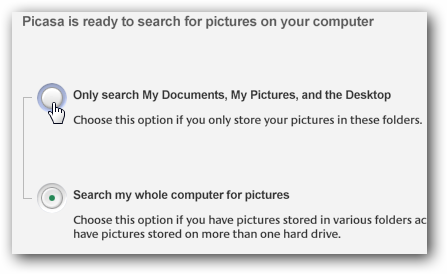 Picasa is ready to search for pictures on your computer
Only search My Documents, My Pictures, and the Desktop
Choose this option if you only store your pictures in these folders.
Search my whole computer for pictures
Choose this option if you have pictures stored in various folders ac
have pictures stored on more than one hard drive.